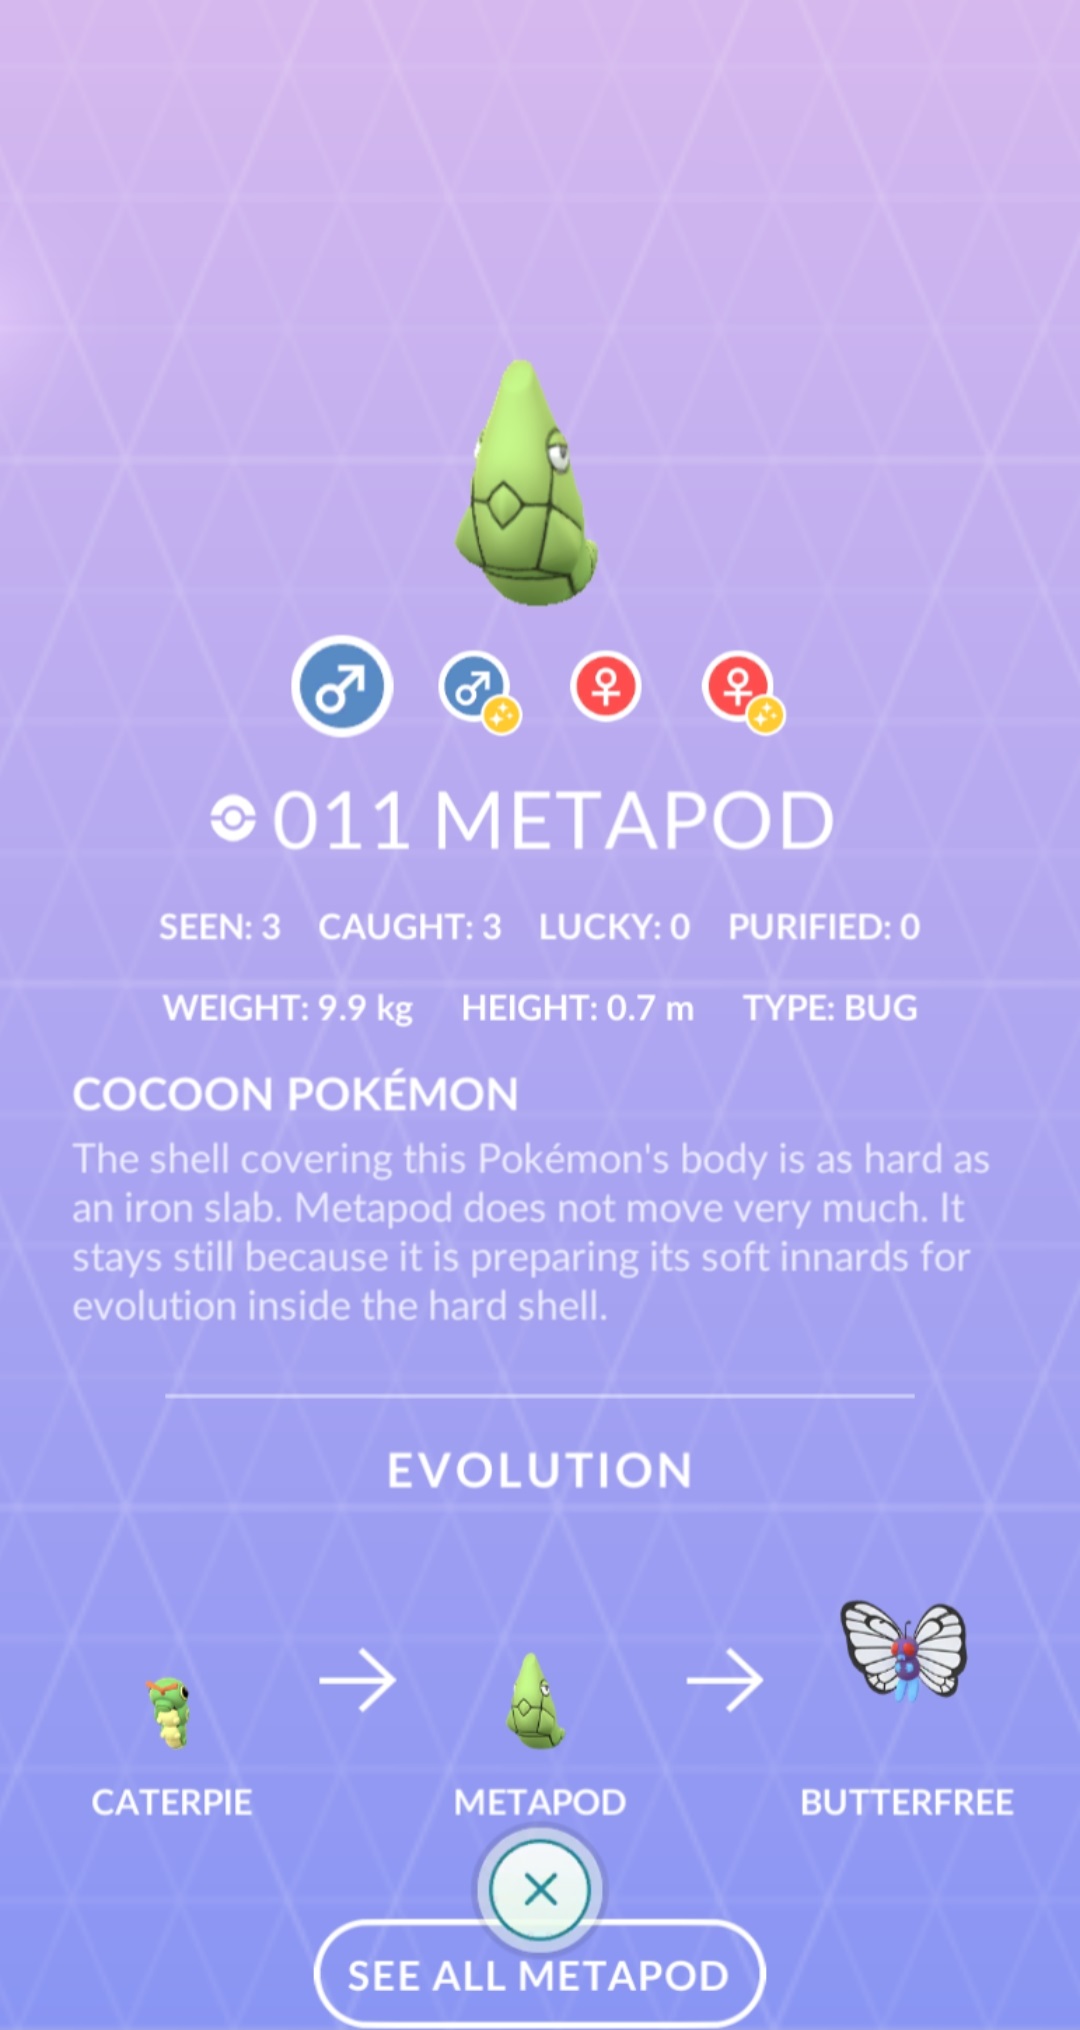 011 METAPOD
SEEN: 3 CAUGHT: 3 LUCKY: 0 PURIFIED: 0
WEIGHT: 9.9 kg HEIGHT: 0.7 m TYPE: BUG
COCOON POKÉMON
The shell covering this Pokémon's body is as hard as
an iron slab. Metapod does not move very much. It
stays still because it is preparing its soft innards for
evolution inside the hard shell.
EVOLUTION
CATERPIE METAPOD BUTTERFREE
SEE ALL METAPOD